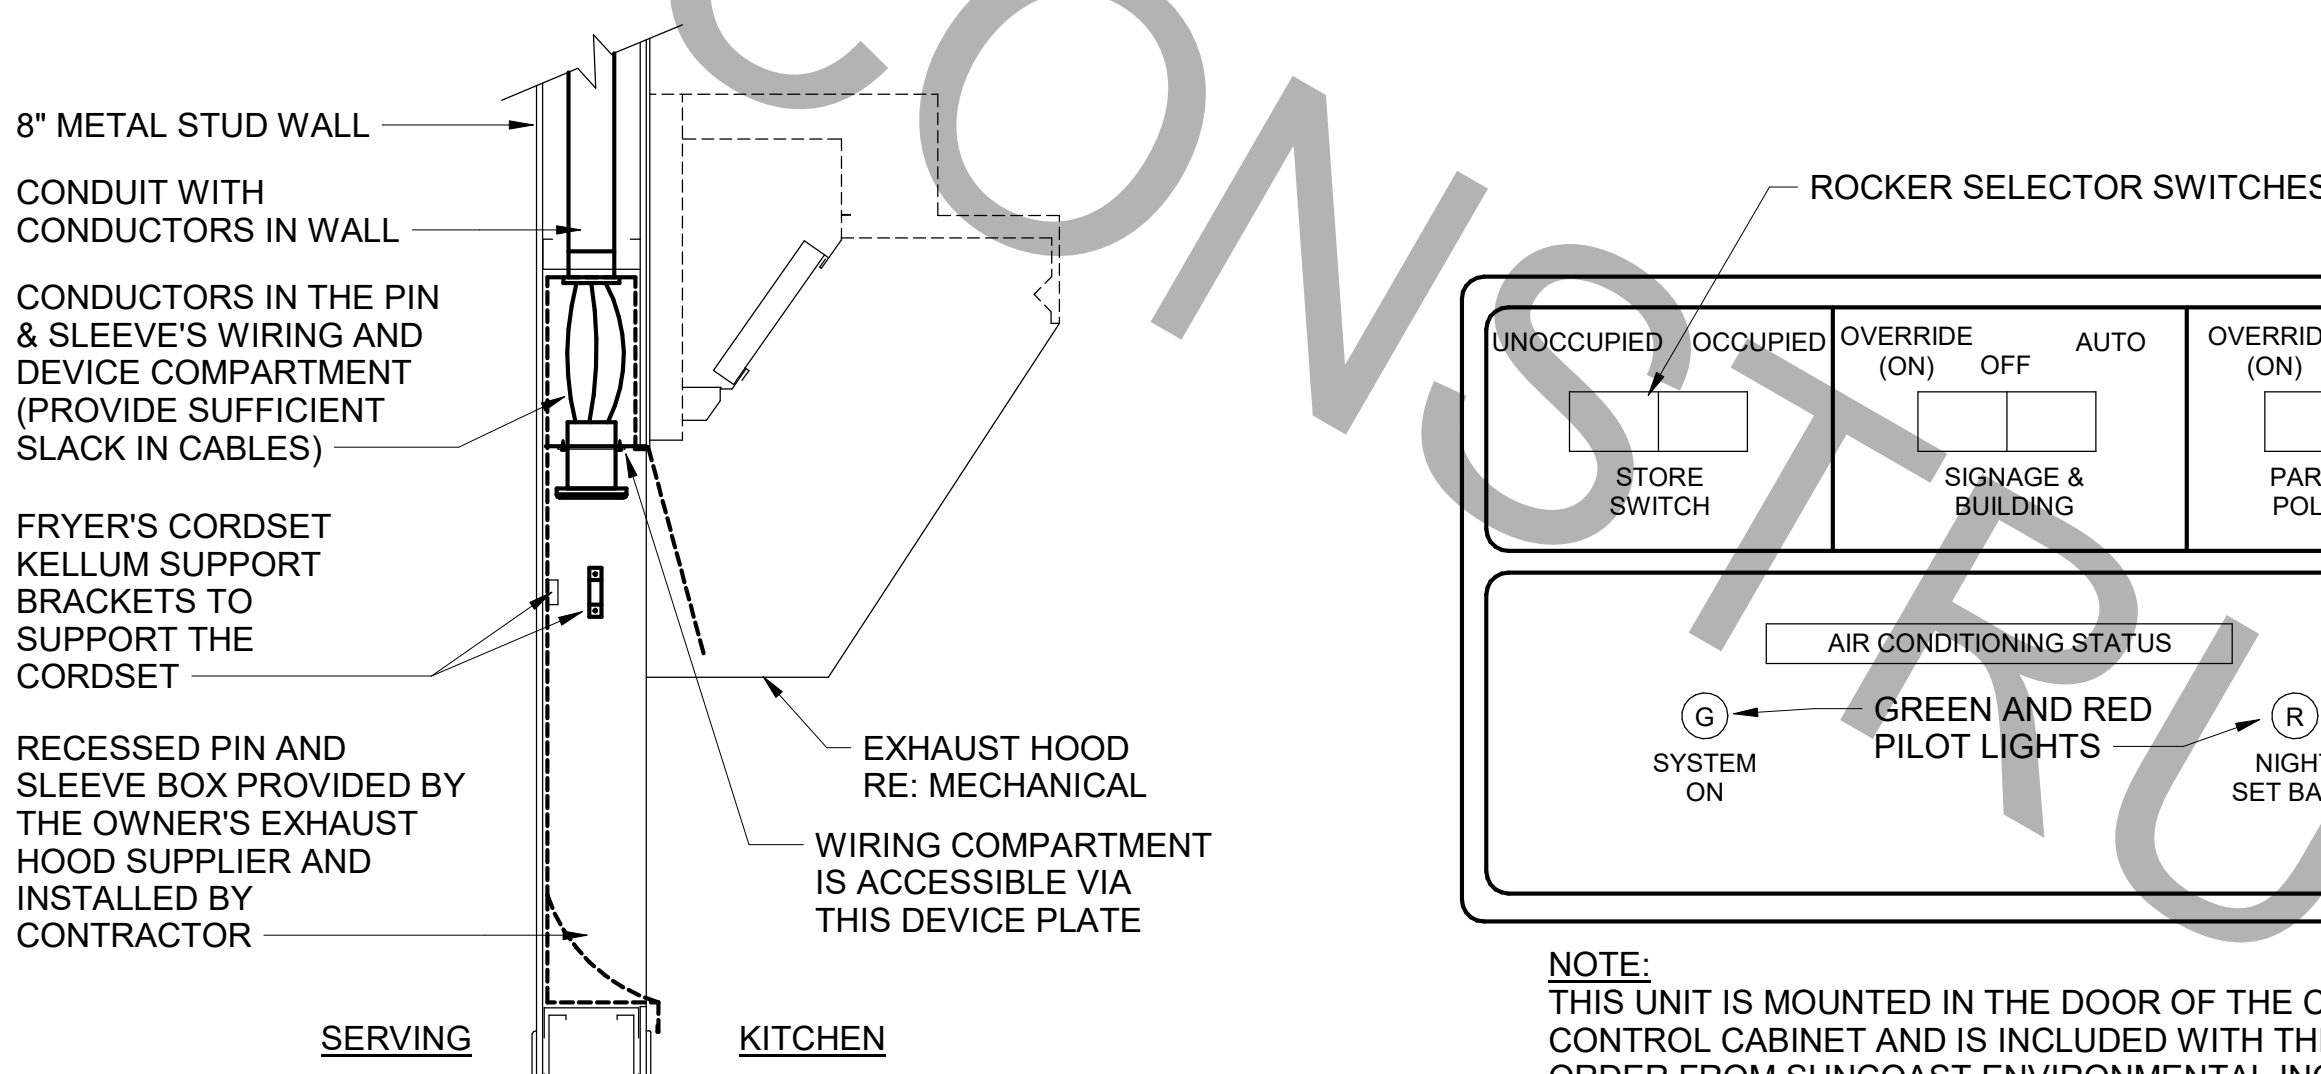 8" METAL STUD WALL
CONDUIT WITH
CONDUCTORS IN WALL
CONDUCTORS IN THE PIN
& SLEEVE'S WIRING AND
DEVICE COMPARTMENT
(PROVIDE SUFFICIENT
SLACK IN CABLES)
FRYER'S CORDSET
KELLUM SUPPORT
BRACKETS TO
SUPPORT THE
CORDSET
RECESSED PIN AND
SLEEVE BOX PROVIDED BY
THE OWNER'S EXHAUST
HOOD SUPPLIER AND
INSTALLED BY
CONTRACTOR
EXHAUST HOOD
RE: MECHANICAL
WIRING COMPARTMENT
IS ACCESSIBLE VIA
THIS DEVICE PLATE
SERVING
KITCHEN
ROCKER SELECTOR SWITCHES
UNOCCUPIED OCCUPIED
STORE
SWITCH
OVERRIDE
(ON) OFF AUTO
SIGNAGE &
BUILDING
OVERRID
(ON)
PAR
POL
AIR CONDITIONING STATUS
G
SYSTEM
ON
GREEN AND RED
PILOT LIGHTS
R
NIGHT
SET BA
NOTE:
THIS UNIT IS MOUNTED IN THE DOOR OF THE
CONTROL CABINET AND IS INCLUDED WITH TH
ORDER FROM SUNCOAST ENVIRONMENTAL INC
CONSTRU